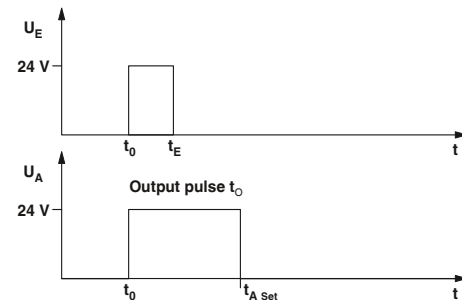 U_E
24 V
t_0 t_E t
U_A
Output pulse t_O
24 V
t_0 t_A Set t